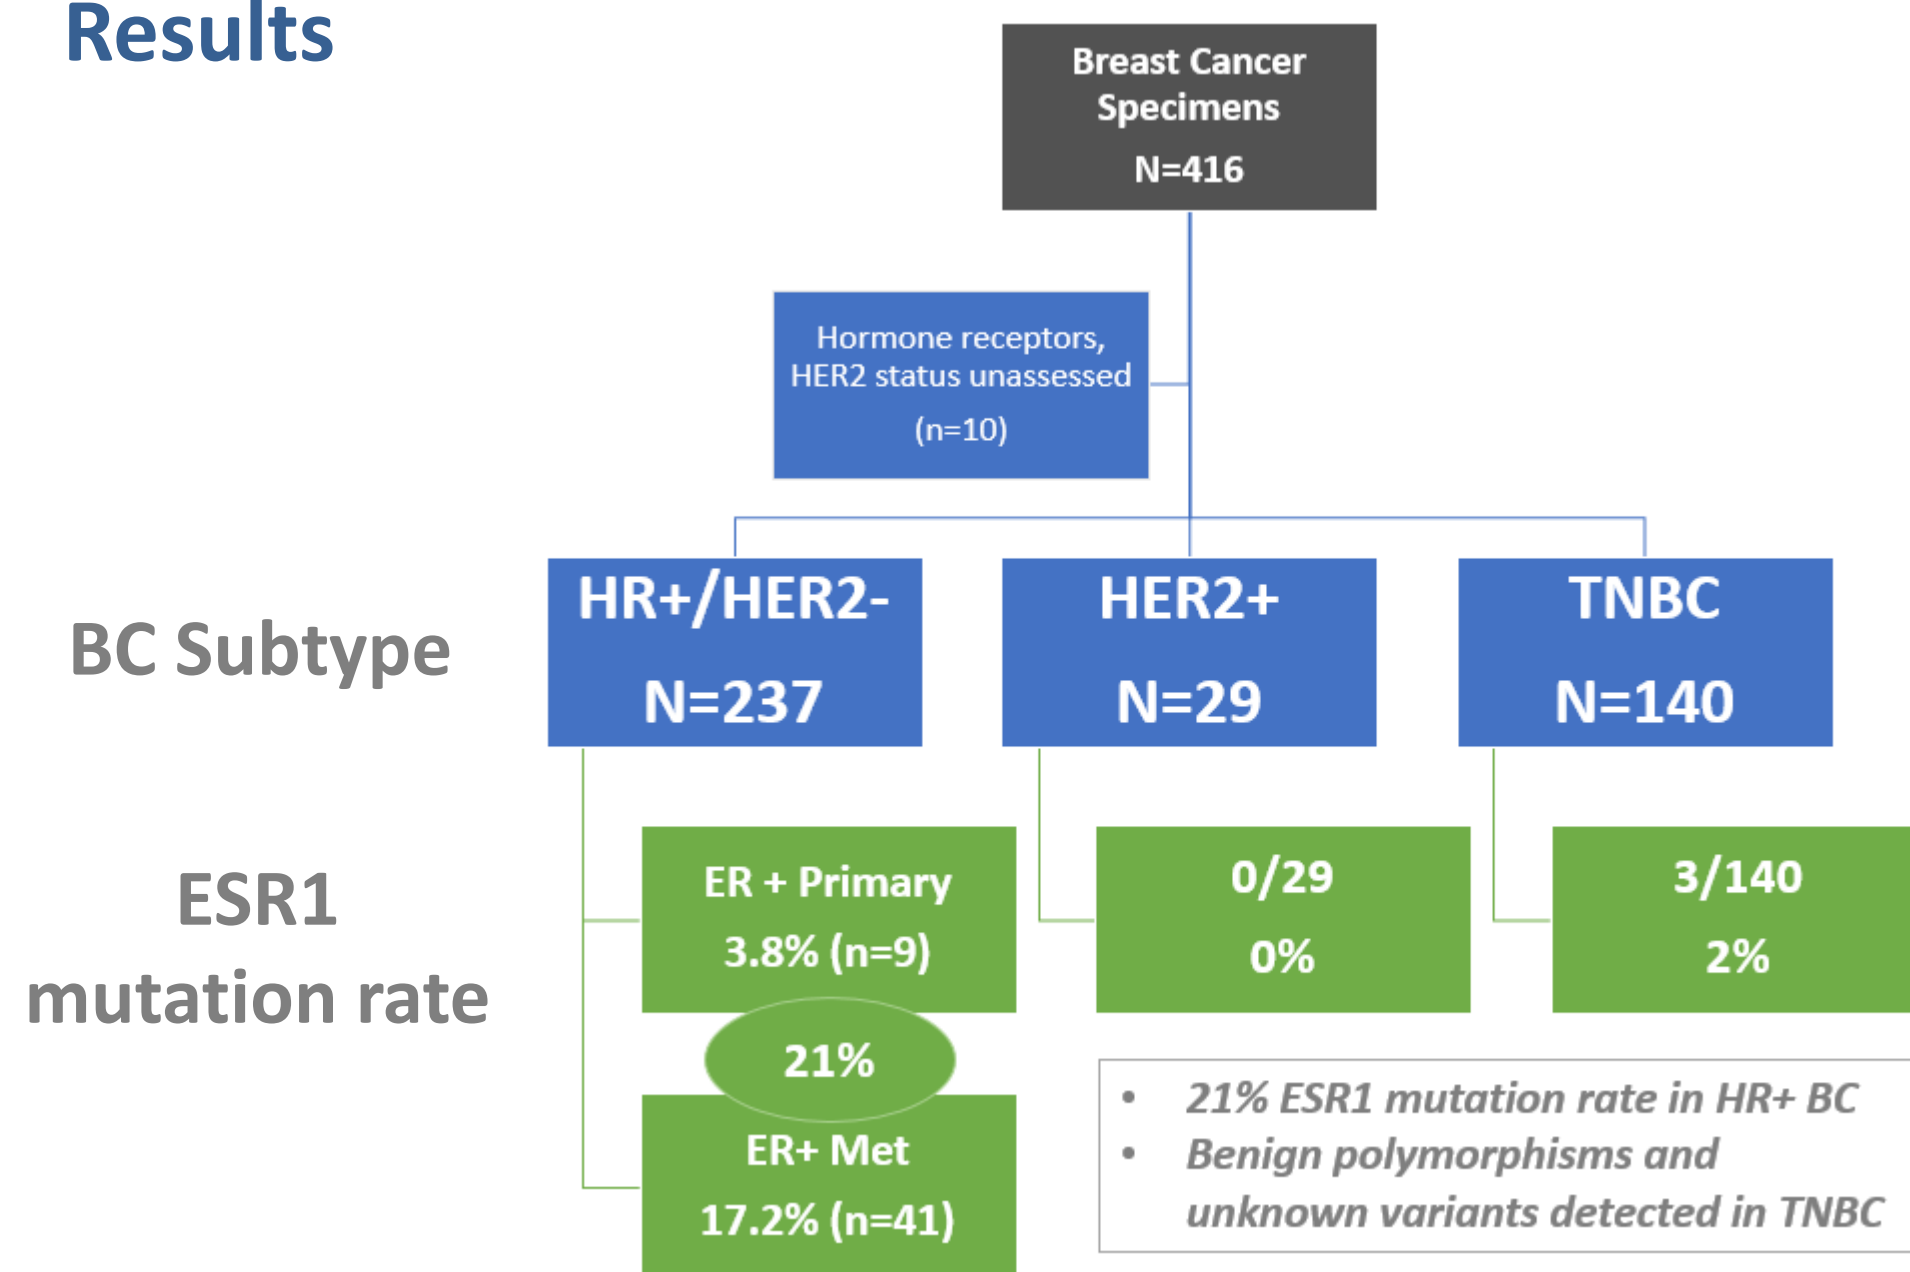 Results
Breast Cancer
Specimens
N=416
Hormone receptors,
HER2 status unassessed
(n=10)
BC Subtype
HR+/HER2-
N=237
HER2+
N=29
TNBC
N=140
ESR1
mutation rate
ER + Primary
3.8% (n=9)
21%
ER+ Met
17.2% (n=41)
0/29
0%
3/140
2%
• 21% ESR1 mutation rate in HR+ BC
• Benign polymorphisms and
unknown variants detected in TNBC